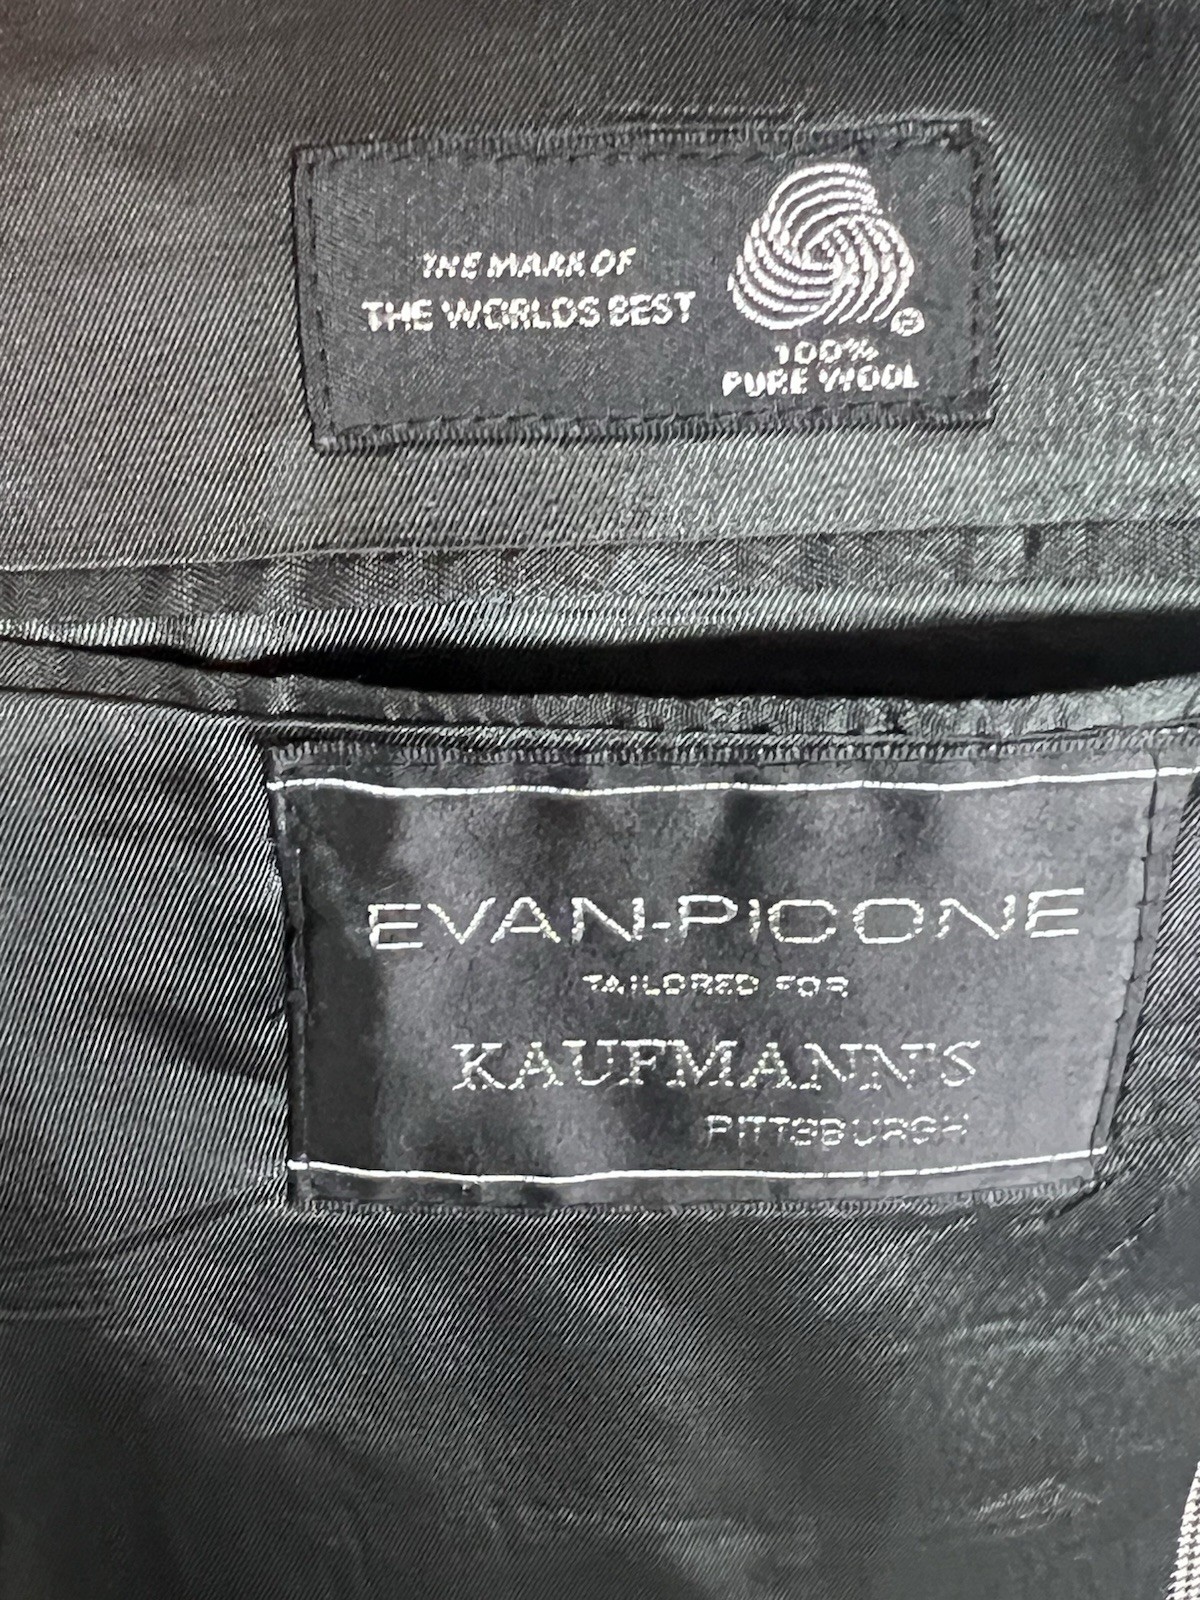 THE MARK OF
THE WORLDS BEST
100%
PURE WOOL
EVAN-PICONE
TAILORED FOR
KAUFMANN'S
PITTSBURGH